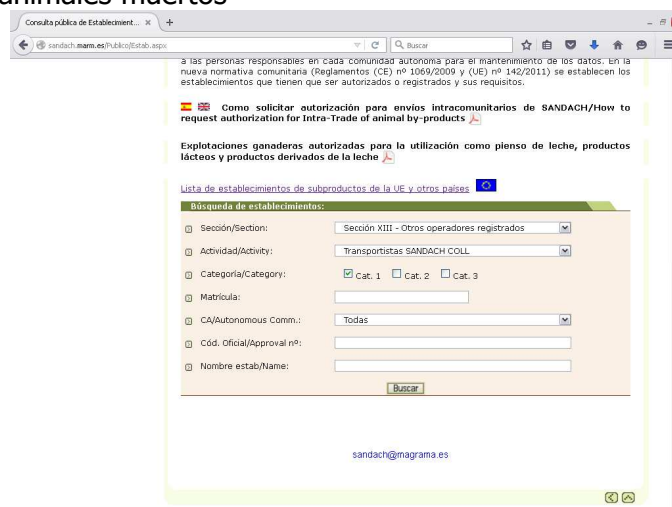 animales muertos
Consulta pública de Establecimient...
sandach.marm.es/Publico/Estab.aspx
Buscar
a las personas responsables en cada comunidad autónoma para el mantenimiento de los datos. En la
nueva normativa comunitaria (Reglamentos (CE) nº 1069/2009 y (UE) nº 142/2011) se establecen los
establecimientos que tienen que ser autorizados o registrados y sus requisitos.
Como solicitar autorización para envíos intracomunitarios de SANDACH/How to
request authorization for Intra-Trade of animal by-products
Explotaciones ganaderas autorizadas para la utilización como pienso de leche, productos
lácteos y productos derivados de la leche
Lista de establecimientos de subproductos de la UE y otros países
Búsqueda de establecimientos:
Sección/Section: Sección XIII - Otros operadores registrados
Actividad/Activity: Transportistas SANDACH COLL
Categoría/Category: Cat. 1 Cat. 2 Cat. 3
Matrícula:
CA/Autonomous Comm.: Todas
Cód. Oficial/Approval nº:
Nombre estab/Name:
Buscar
sandach@magrama.es